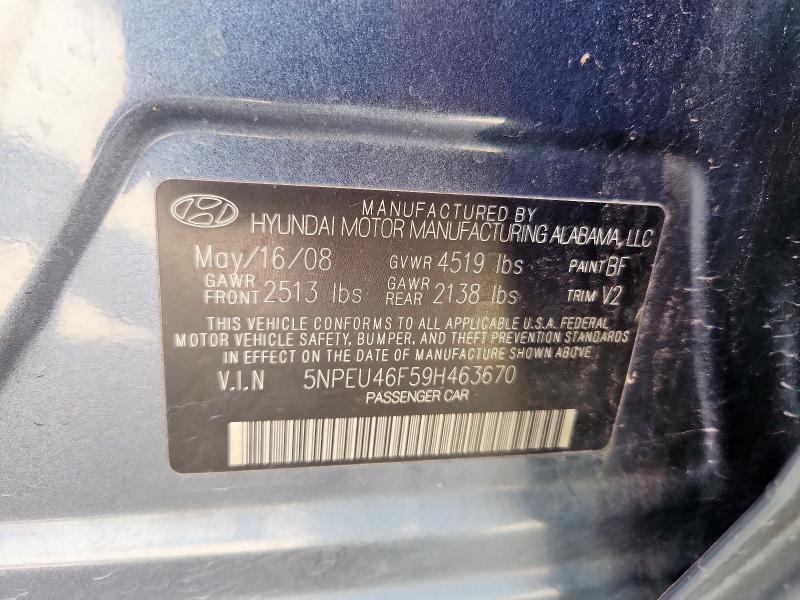 MANUFACTURED BY
HYUNDAI MOTOR MANUFACTURING ALABAMA, LLC
May/16/08 GVWR 4519 lbs PAINT BF
GAWR FRONT 2513 lbs GAWR REAR 2138 lbs TRIM V2
THIS VEHICLE CONFORMS TO ALL APPLICABLE U.S.A. FEDERAL
MOTOR VEHICLE SAFETY, BUMPER, AND THEFT PREVENTION STANDARDS
IN EFFECT ON THE DATE OF MANUFACTURE SHOWN ABOVE.
V.I.N 5NPEU46F59H463670
PASSENGER CAR